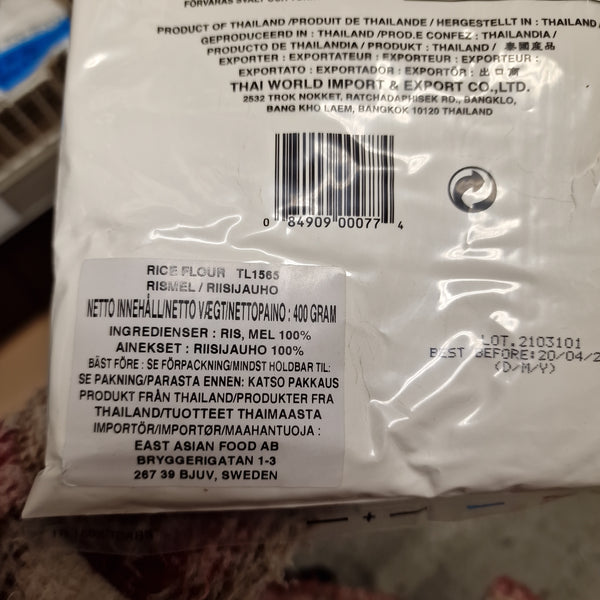 PRODUCT OF THAILAND /PRODUIT DE THAILANDE / HERGESTELLT IN : THAILAND /
GEPRODUCEERD IN : THAILAND /PROD.E CONFEZ : THAILANDIA /
PRODUCTO DE THAILANDIA / PRODUKT : THAILAND / 泰國產品
EXPORTER : EXPORTATEUR : EXPORTEUR : EXPORTEUR :
EXPORTATO : EXPORTADOR : EXPORTÖR : 出口商
THAI WORLD IMPORT & EXPORT CO.,LTD.
2532 TROK NOKKET, RATCHADAPHISEK RD., BANGKLO,
BANG KHO LAEM, BANGKOK 10120 THAILAND
0 84909 00077 4
RICE FLOUR TL1565
RISMEL / RIISIJAUHO
NETTO INNEHÅLL/NETTO VÆGT/NETTOPAINO : 400 GRAM
INGREDIENSER : RIS, MEL 100%
AINEKSET : RIISIJAUHO 100%
BÄST FÖRE : SE FÖRPACKNING/MINDST HOLDBAR TIL:
SE PAKNING/PARASTA ENNEN: KATSO PAKKAUS
PRODUKT FRÅN THAILAND/PRODUKTER FRA
THAILAND/TUOTTEET THAIMAASTA
IMPORTÖR/IMPORTØR/MAAHANTUOJA :
EAST ASIAN FOOD AB
BRYGGERIGATAN 1-3
267 39 BJUV, SWEDEN
LOT.2103101
BEST BEFORE:20/04/2
(D/M/Y)